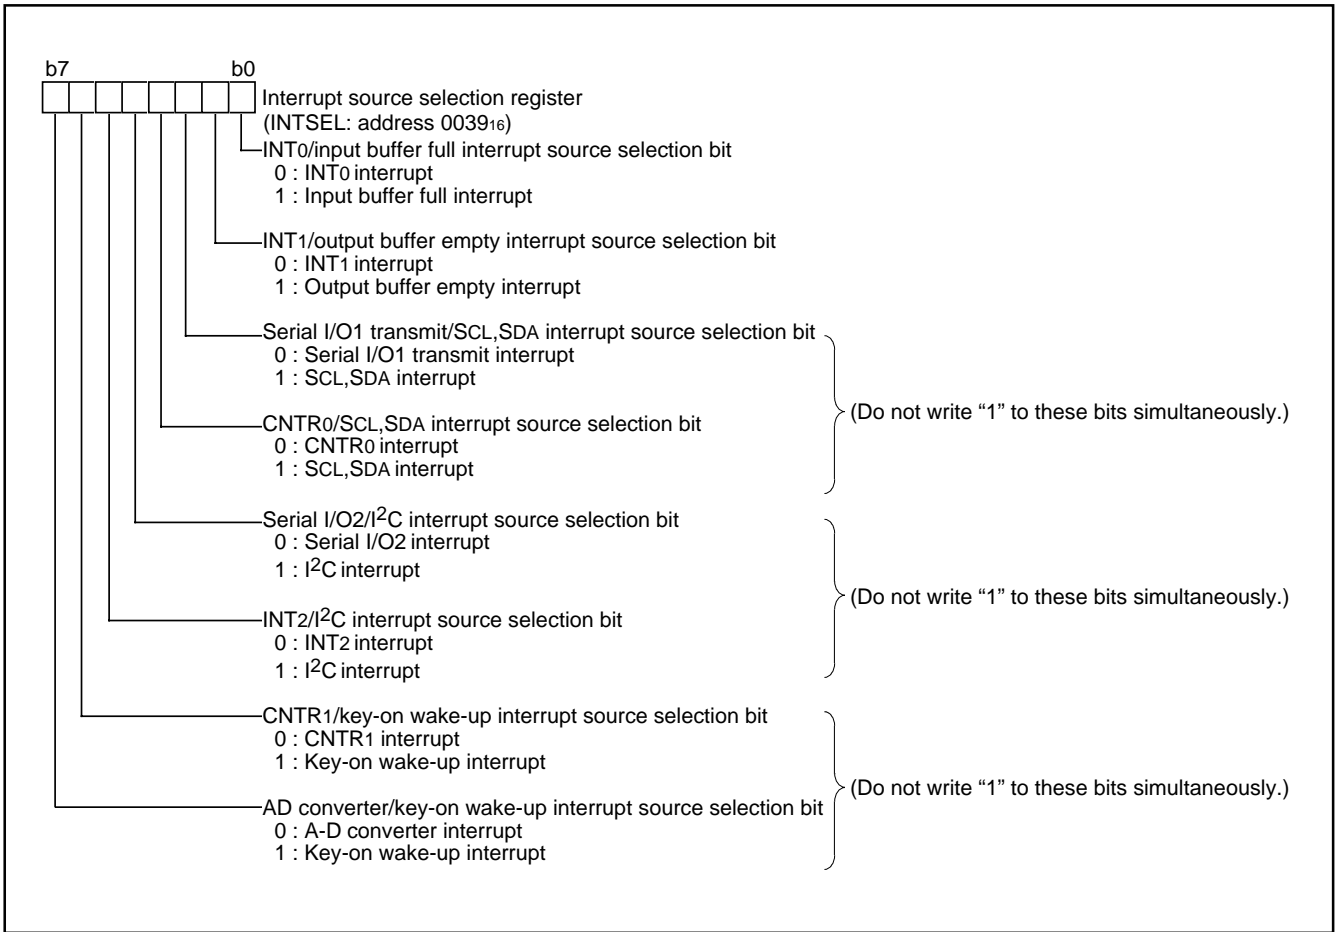 b7 b0
Interrupt source selection register
(INTSEL: address 003916)
INT0/input buffer full interrupt source selection bit
0 : INT0 interrupt
1 : Input buffer full interrupt
INT1/output buffer empty interrupt source selection bit
0 : INT1 interrupt
1 : Output buffer empty interrupt
Serial I/O1 transmit/SCL,SDA interrupt source selection bit
0 : Serial I/O1 transmit interrupt
1 : SCL,SDA interrupt
(Do not write “1” to these bits simultaneously.)
CNTR0/SCL,SDA interrupt source selection bit
0 : CNTR0 interrupt
1 : SCL,SDA interrupt
Serial I/O2/I2C interrupt source selection bit
0 : Serial I/O2 interrupt
1 : I2C interrupt
(Do not write “1” to these bits simultaneously.)
INT2/I2C interrupt source selection bit
0 : INT2 interrupt
1 : I2C interrupt
CNTR1/key-on wake-up interrupt source selection bit
0 : CNTR1 interrupt
1 : Key-on wake-up interrupt
(Do not write “1” to these bits simultaneously.)
AD converter/key-on wake-up interrupt source selection bit
0 : A-D converter interrupt
1 : Key-on wake-up interrupt